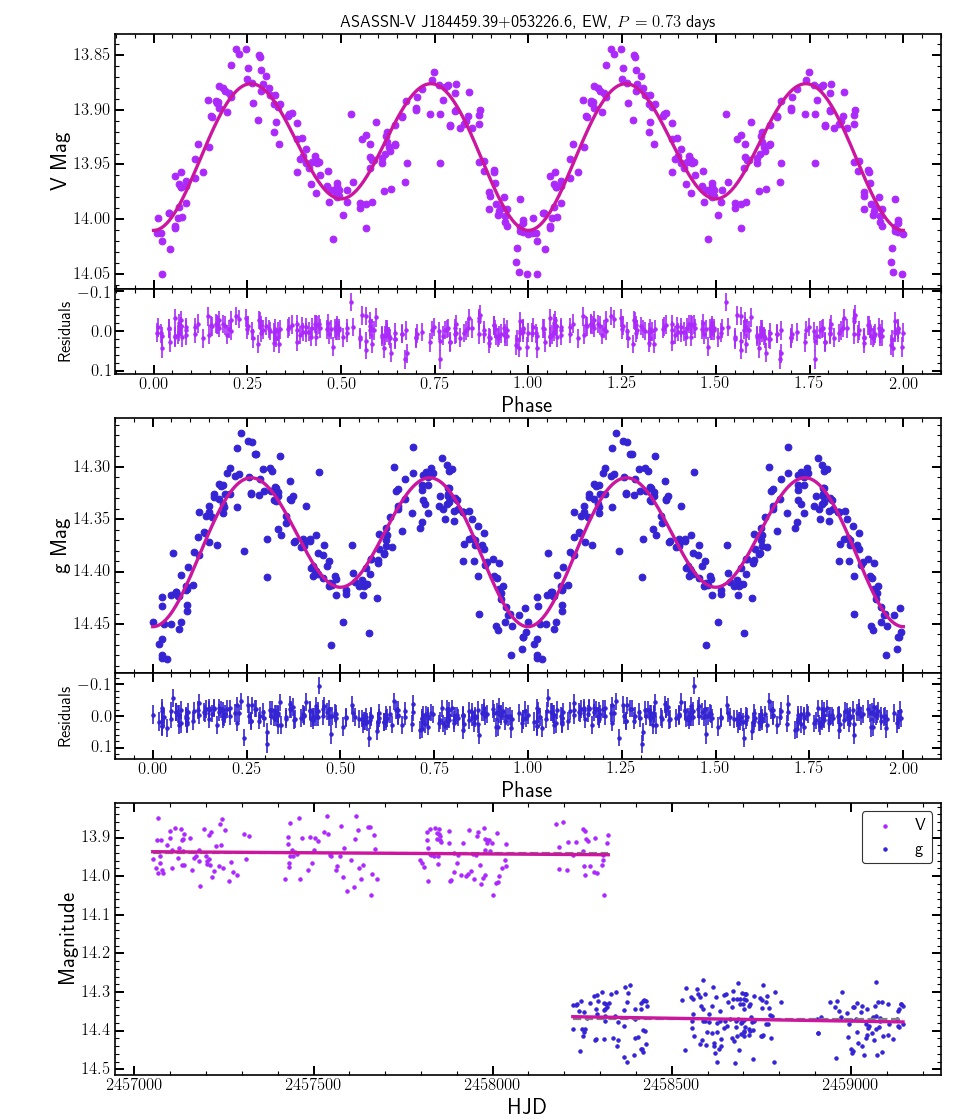 ASASSN-V J184459.39+053226.6, EW, P = 0.73 days
13.85
13.90
13.95
14.00
14.05
V Mag
−0.1
0.0
0.1
Residuals
0.00 0.25 0.50 0.75 1.00 1.25 1.50 1.75 2.00
Phase
14.30
14.35
14.40
14.45
g Mag
−0.1
0.0
0.1
Residuals
0.00 0.25 0.50 0.75 1.00 1.25 1.50 1.75 2.00
Phase
V
g
13.9
14.0
14.1
14.2
14.3
14.4
14.5
Magnitude
2457000 2457500 2458000 2458500 2459000
HJD